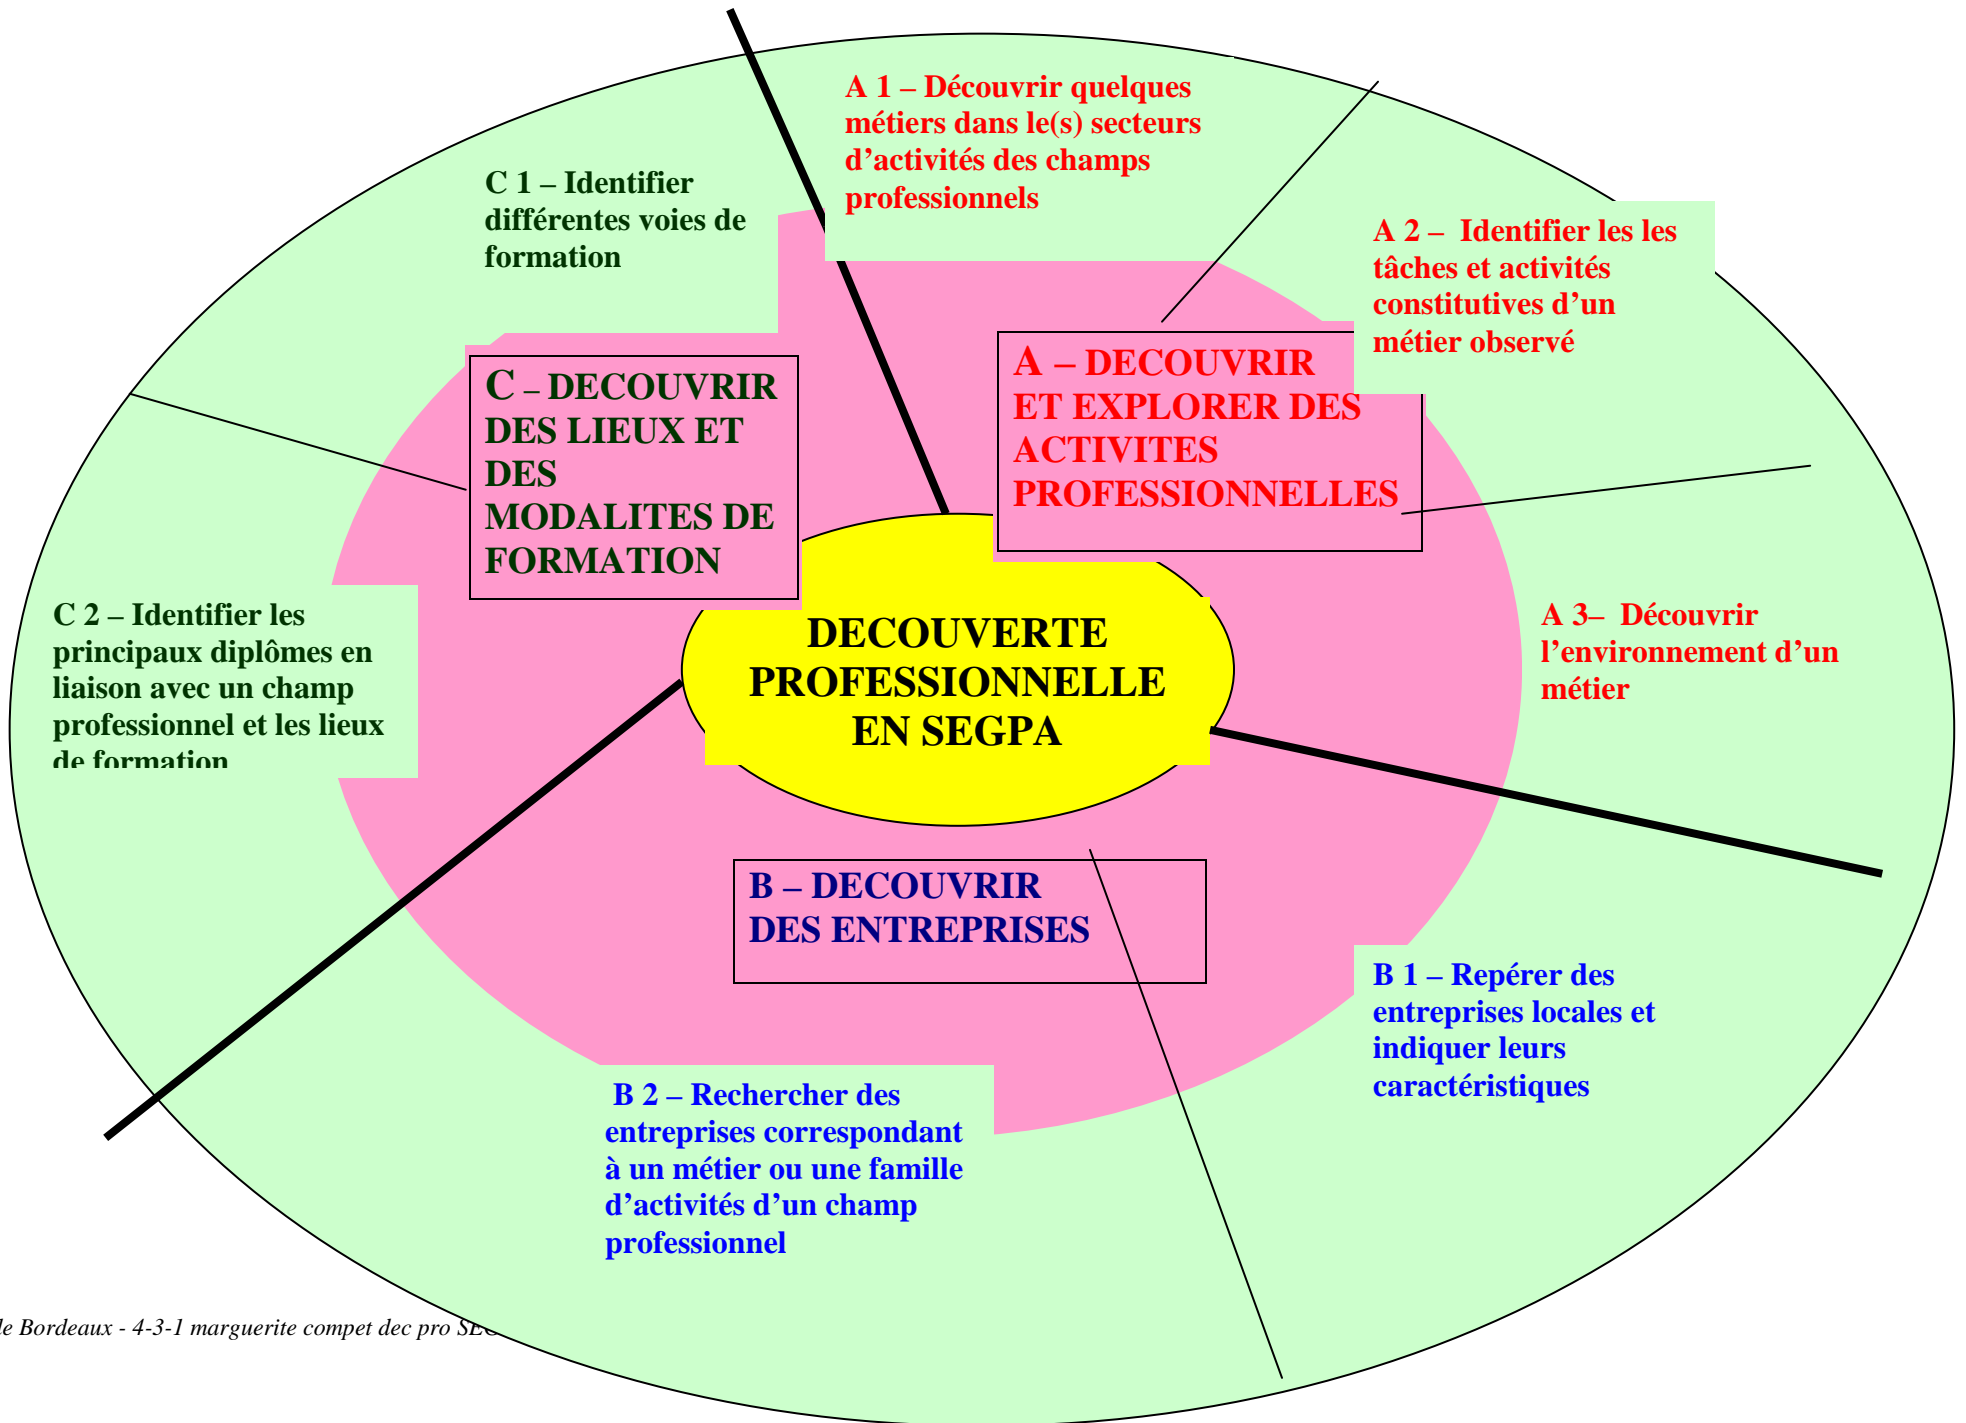 A 1 – Découvrir quelques
métiers dans le(s) secteurs
d’activités des champs
professionnels
C 1 – Identifier
différentes voies de
formation
A 2 –  Identifier les les
tâches et activités
constitutives d’un
métier observé
A – DECOUVRIR
ET EXPLORER DES
ACTIVITES
PROFESSIONNELLES
C – DECOUVRIR
DES LIEUX ET
DES
MODALITES DE
FORMATION
C 2 – Identifier les
principaux diplômes en
liaison avec un champ
professionnel et les lieux
de formation
DECOUVERTE
PROFESSIONNELLE
EN SEGPA
A 3–  Découvrir
l’environnement d’un
métier
B – DECOUVRIR
DES ENTREPRISES
B 1 – Repérer des
entreprises locales et
indiquer leurs
caractéristiques
B 2 – Rechercher des
entreprises correspondant
à un métier ou une famille
d’activités d’un champ
professionnel
de Bordeaux - 4-3-1 marguerite compet dec pro